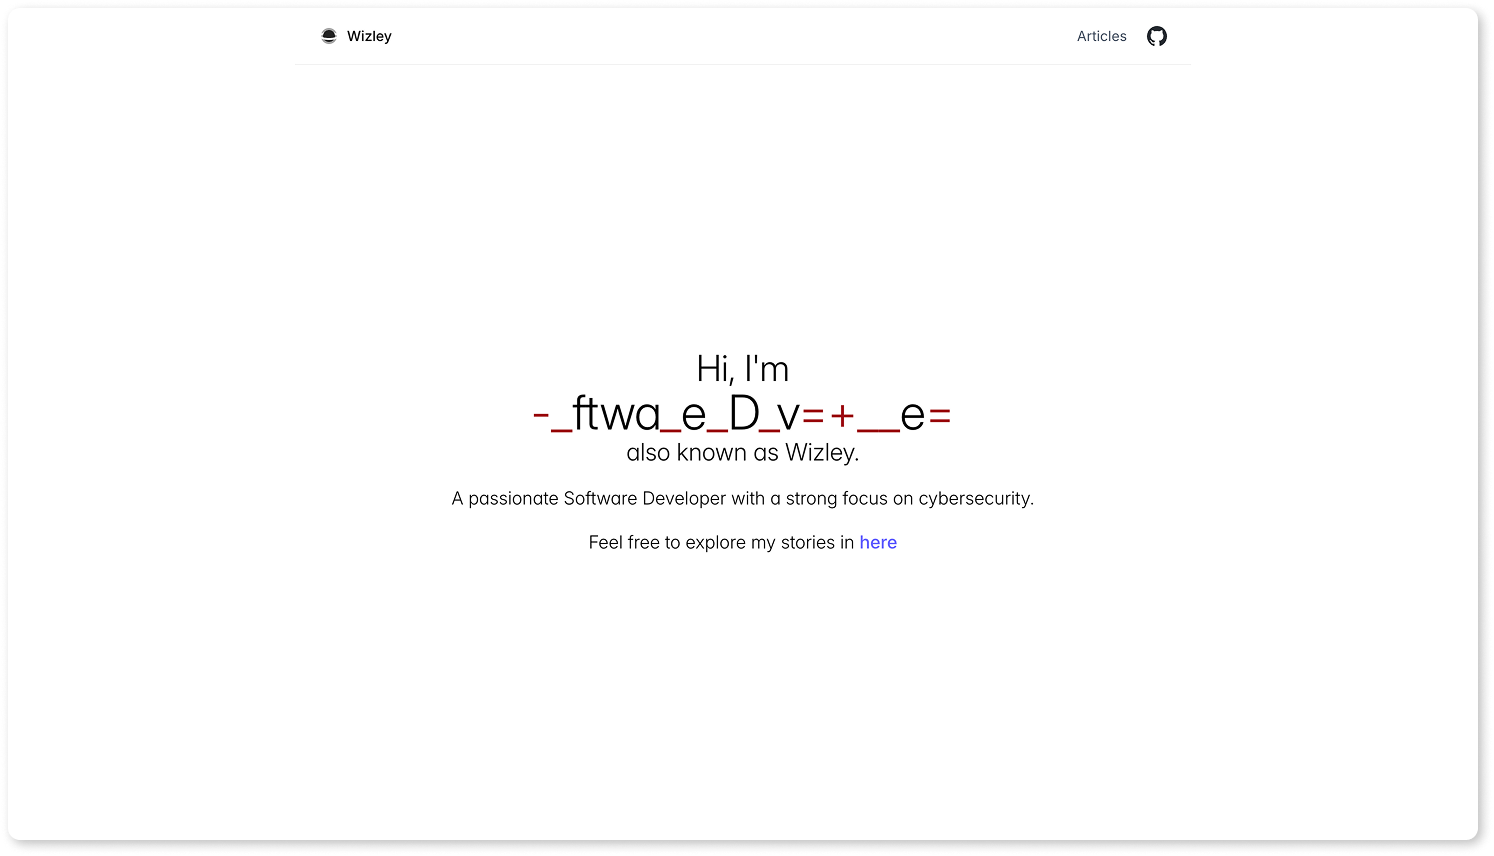 Wizley
Articles
Hi, I'm
-_ftwa_e_D_v=+__e=
also known as Wizley.
A passionate Software Developer with a strong focus on cybersecurity.
Feel free to explore my stories in here